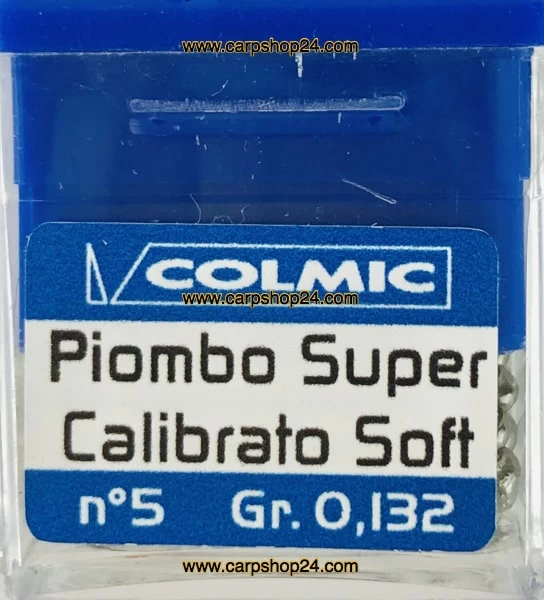 www.carpshop24.com
COLMIC
www.carpshop24.com
Piombo Super
Calibrato Soft
n°5 Gr. 0,132
www.carpshop24.com